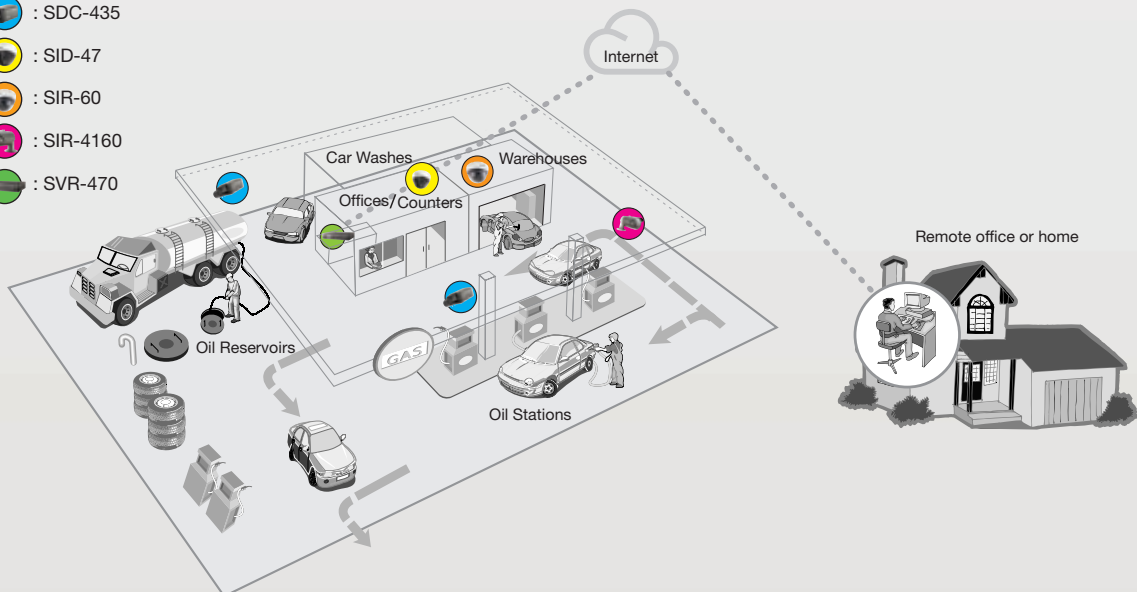 : SDC-435
: SID-47
: SIR-60
: SIR-4160
: SVR-470
Internet
Car Washes
Warehouses
Offices/Counters
Remote office or home
Oil Reservoirs
GAS
Oil Stations